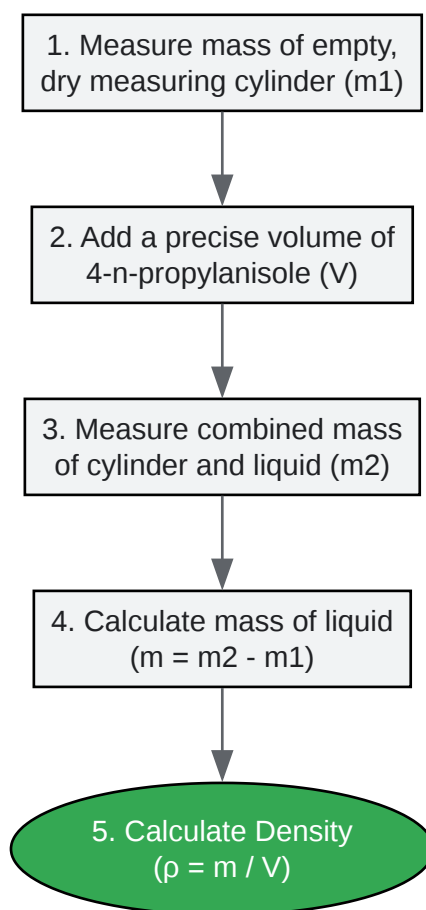 1. Measure mass of empty,
dry measuring cylinder (m1)
2. Add a precise volume of
4-n-propylanisole (V)
3. Measure combined mass
of cylinder and liquid (m2)
4. Calculate mass of liquid
(m = m2 - m1)
5. Calculate Density
(ρ = m / V)